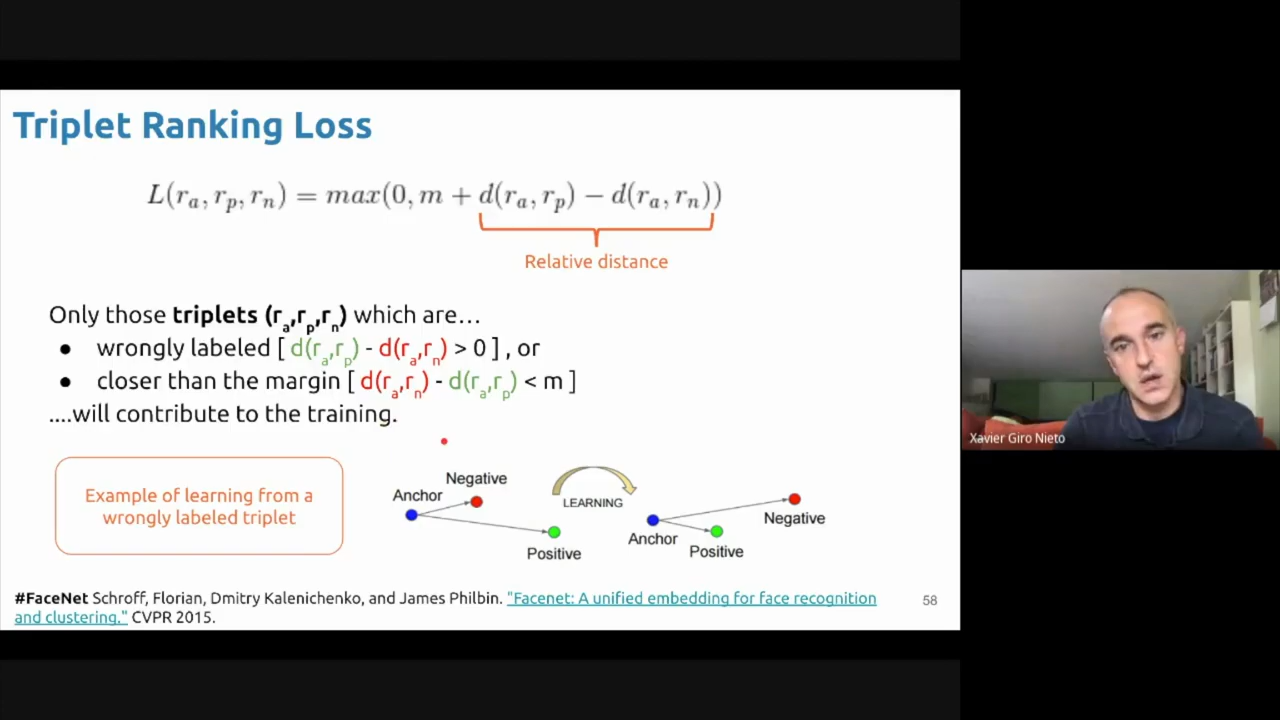 Triplet Ranking Loss
L(r_a, r_p, r_n) = max(0, m + d(r_a, r_p) − d(r_a, r_n))
Relative distance
Only those triplets (r_a,r_p,r_n) which are…
● wrongly labeled [ d(r_a,r_p) - d(r_a,r_n) > 0 ] , or
● closer than the margin [ d(r_a,r_n) - d(r_a,r_p) < m ]
....will contribute to the training.
Example of learning from a
wrongly labeled triplet
Negative
Anchor
Positive
LEARNING
Negative
Anchor
Positive
#FaceNet Schroff, Florian, Dmitry Kalenichenko, and James Philbin. "Facenet: A unified embedding for face recognition
and clustering." CVPR 2015.
58
Xavier Giro Nieto